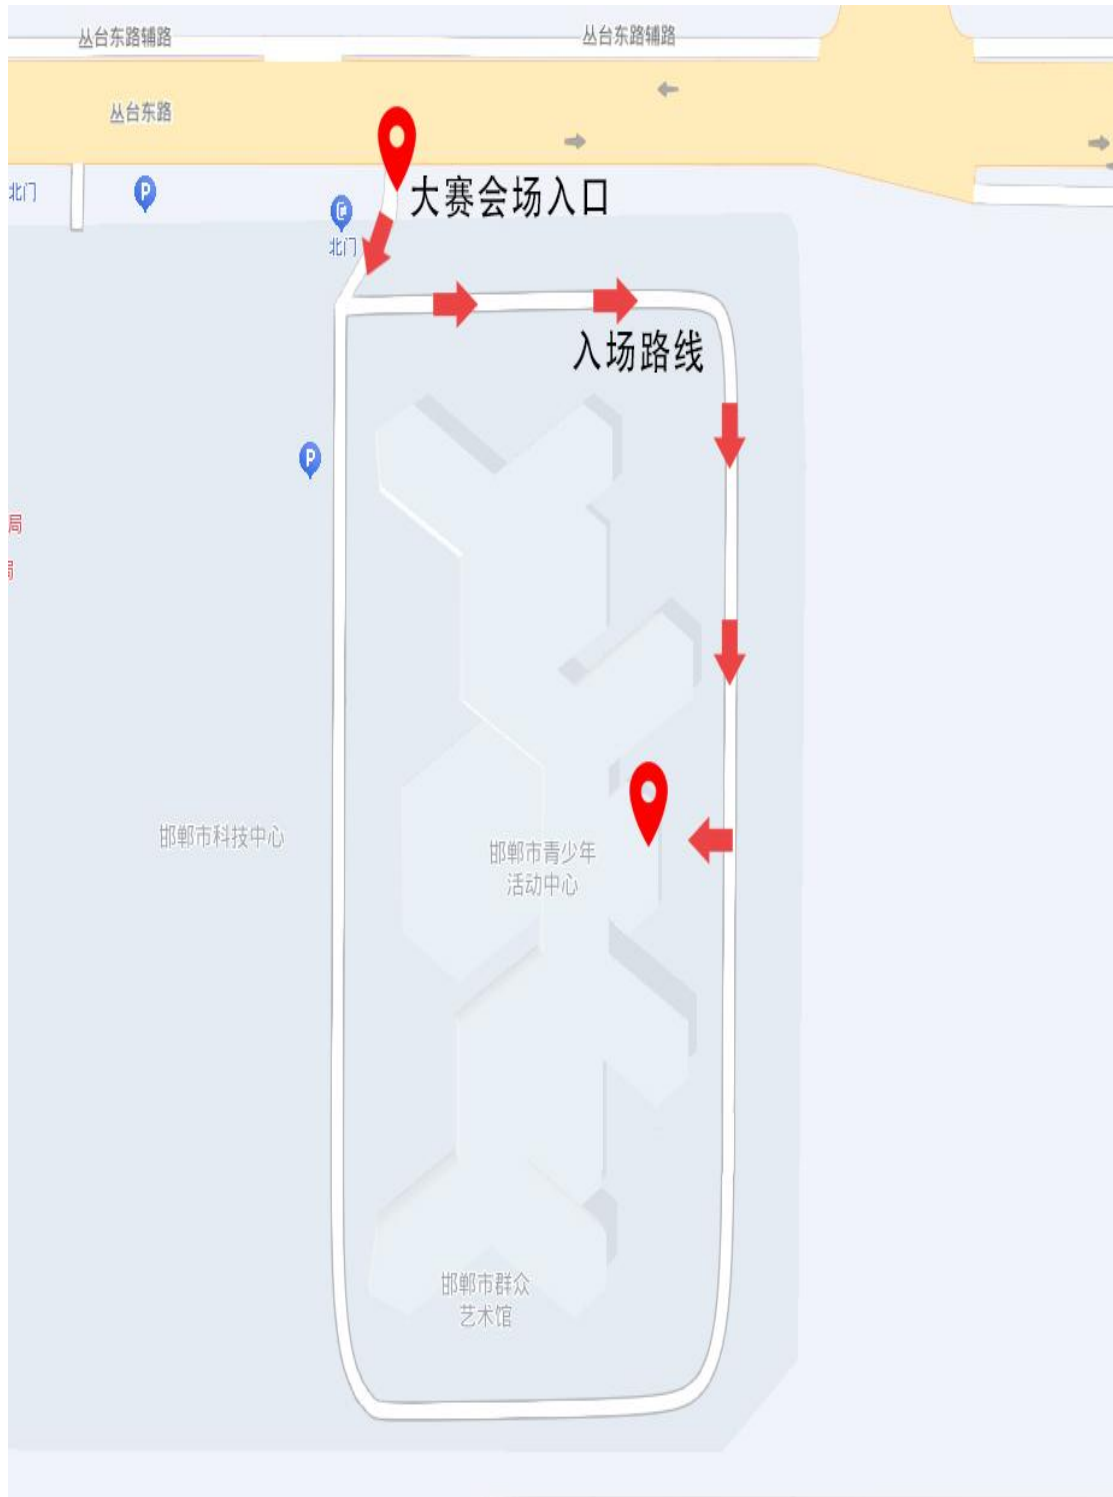 丛台东路辅路
丛台东路辅路
丛台东路
北门
P
大赛会场入口
北门
入场路线
P
局
局
邯郸市科技中心
邯郸市青少年
活动中心
邯郸市群众
艺术馆